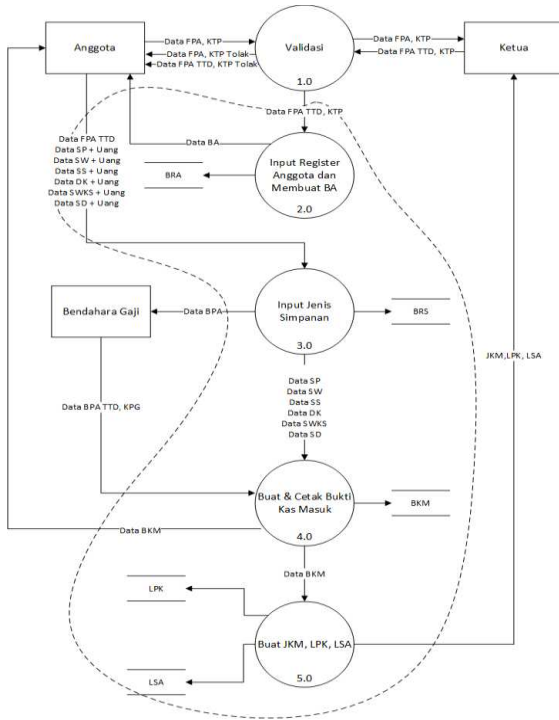 Anggota
Data FPA, KTP
Data FPA, KTP Tolak
Data FPA TTD, KTP Tolak
Validasi
1.0
Data FPA, KTP
Data FPA TTD, KTP
Ketua
Data FPA TTD, KTP
Data FPA TTD
Data SP + Uang
Data SW + Uang
Data SS + Uang
Data DK + Uang
Data SWKS + Uang
Data SD + Uang
Data BA
BRA
Input Register
Anggota dan
Membuat BA
2.0
Bendahara Gaji
Data BPA
Input Jenis
Simpanan
3.0
BRS
JKM,LPK, LSA
Data SP
Data SW
Data SS
Data DK
Data SWKS
Data SD
Data BPA TTD, KPG
Buat & Cetak Bukti
Kas Masuk
4.0
BKM
Data BKM
Data BKM
LPK
Buat JKM, LPK, LSA
5.0
LSA